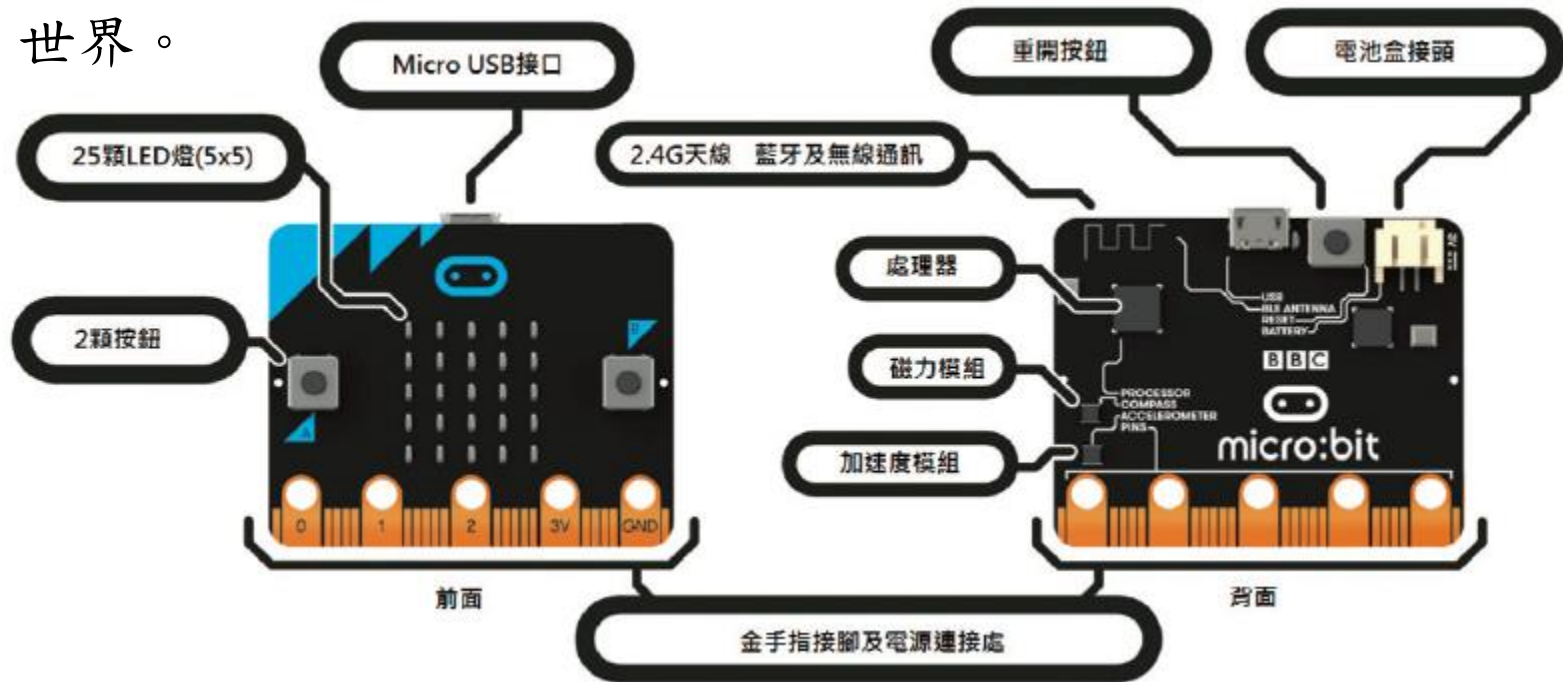 世界。
Micro USB接口
重開按鈕
電池盒接頭
25顆LED燈(5x5)
2.4G天線 藍牙及無線通訊
處理器
2顆按鈕
磁力模組
加速度模組
B
A
0 1 2 3V GND
USB
BLE ANTENNA
RESET
BATTERY
BBC
PROCESSOR
COMPASS
ACCELEROMETER
PINS
micro:bit
前面
背面
金手指接腳及電源連接處